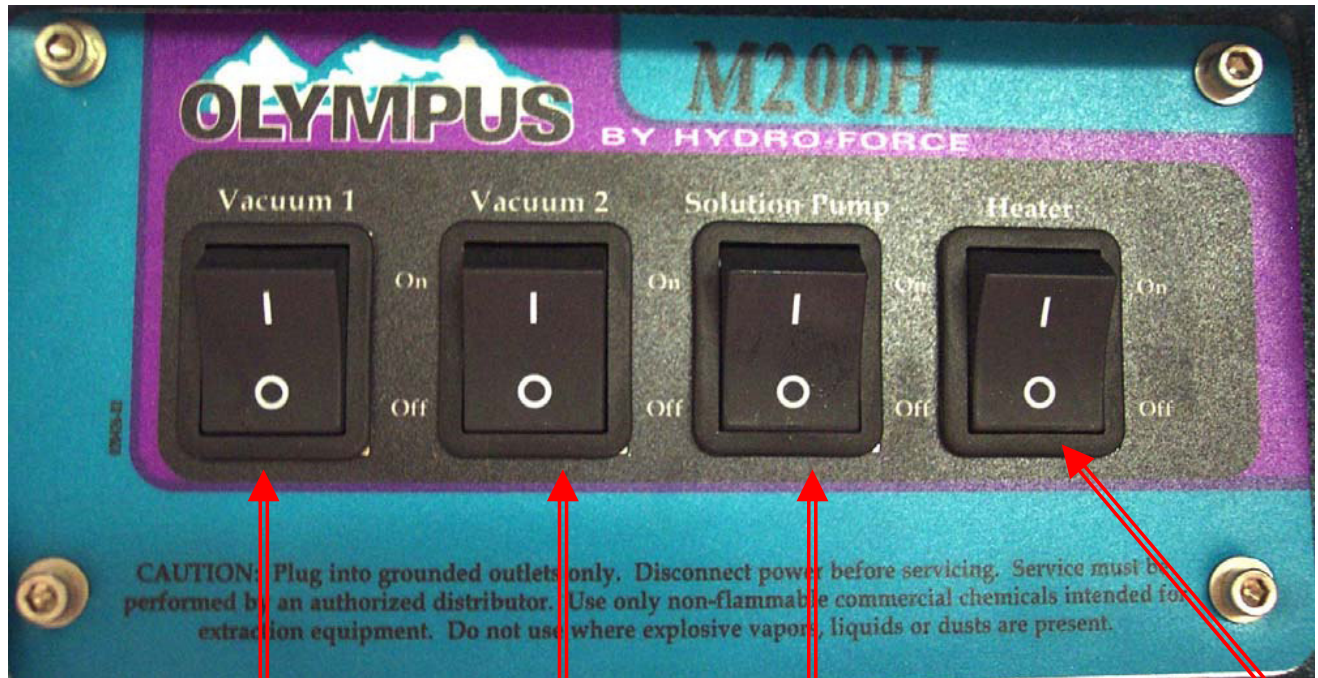 OLYMPUS
M200H
BY HYDRO-FORCE
Vacuum 1 Vacuum 2 Solution Pump Heater
I I I I
On On On On
O O O O
Off Off Off Off
CAUTION: Plug into grounded outlets only. Disconnect power before servicing. Service must be
performed by an authorized distributor. Use only non-flammable commercial chemicals intended for
extraction equipment. Do not use where explosive vapors, liquids or dusts are present.